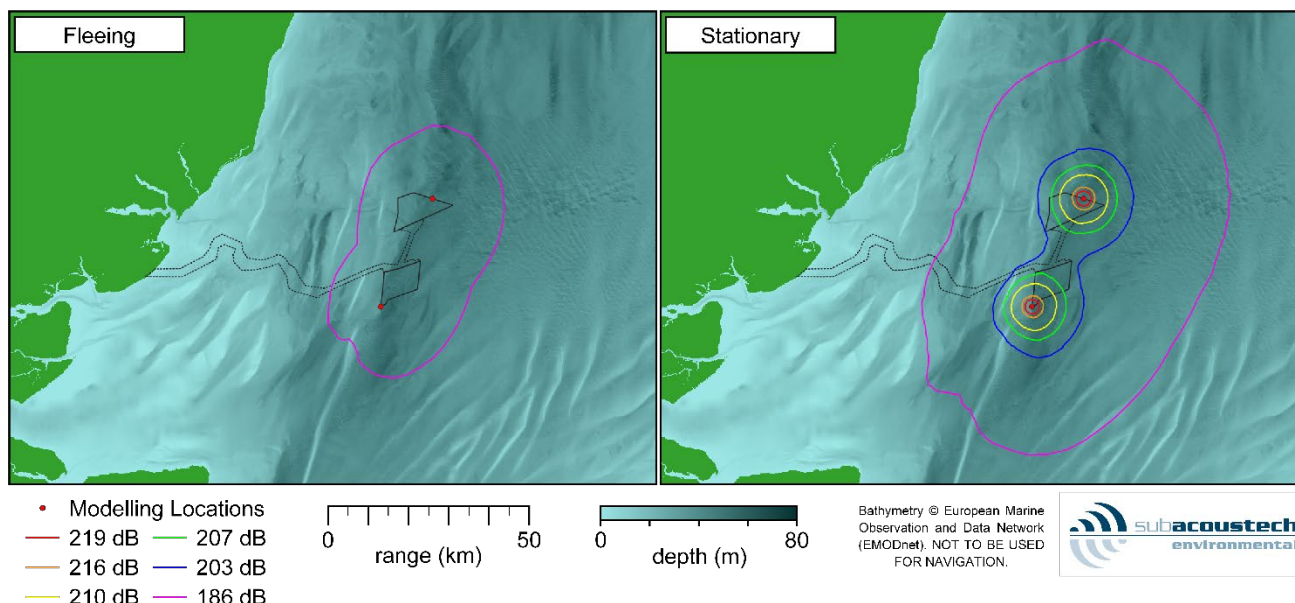 Fleeing
Stationary
Modelling Locations
219 dB
207 dB
216 dB
203 dB
210 dB
186 dB
0 50
range (km)
0 80
depth (m)
Bathymetry © European Marine
Observation and Data Network
(EMODnet). NOT TO BE USED
FOR NAVIGATION.
subacoustech
environmental